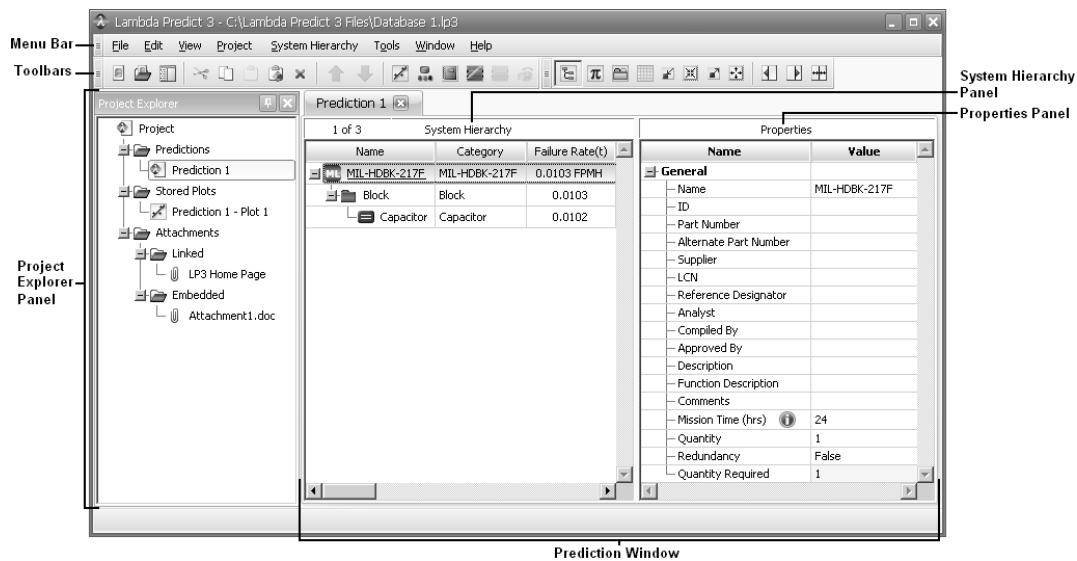 Lambda Predict 3 - C:\Lambda Predict 3 Files\Database 1.lp3
Menu Bar
File Edit View Project System Hierarchy Tools Window Help
Toolbars
π
System Hierarchy
Panel
Properties Panel
Project Explorer
Project
Predictions
Prediction 1
Stored Plots
Prediction 1 - Plot 1
Attachments
Linked
LP3 Home Page
Embedded
Attachment1.doc
Project
Explorer
Panel
Prediction 1
1 of 3 System Hierarchy
Name Category Failure Rate(t)
ML MIL-HDBK-217F MIL-HDBK-217F 0.0103 FPMH
Block Block 0.0103
Capacitor Capacitor 0.0102
Properties
Name Value
General
Name MIL-HDBK-217F
ID
Part Number
Alternate Part Number
Supplier
LCN
Reference Designator
Analyst
Compiled By
Approved By
Description
Function Description
Comments
Mission Time (hrs) i 24
Quantity 1
Redundancy False
Quantity Required 1
Prediction Window